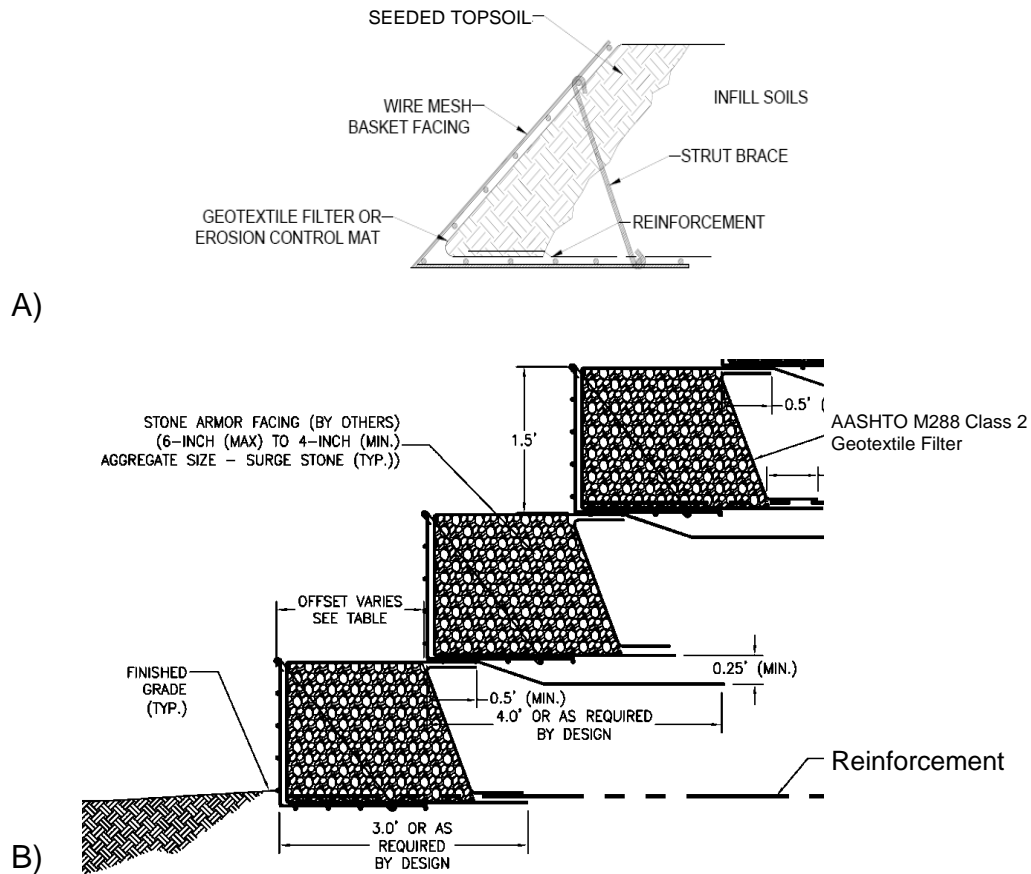 SEEDED TOPSOIL
WIRE MESH
BASKET FACING
INFILL SOILS
STRUT BRACE
GEOTEXTILE FILTER OR
EROSION CONTROL MAT
REINFORCEMENT
A)
STONE ARMOR FACING (BY OTHERS)
(6-INCH (MAX) TO 4-INCH (MIN.)
AGGREGATE SIZE - SURGE STONE (TYP.))
1.5'
0.5' (
AASHTO M288 Class 2
Geotextile Filter
OFFSET VARIES
SEE TABLE
FINISHED
GRADE
(TYP.)
0.25' (MIN.)
0.5' (MIN.)
4.0' OR AS REQUIRED
BY DESIGN
Reinforcement
3.0' OR AS
REQUIRED
BY DESIGN
B)